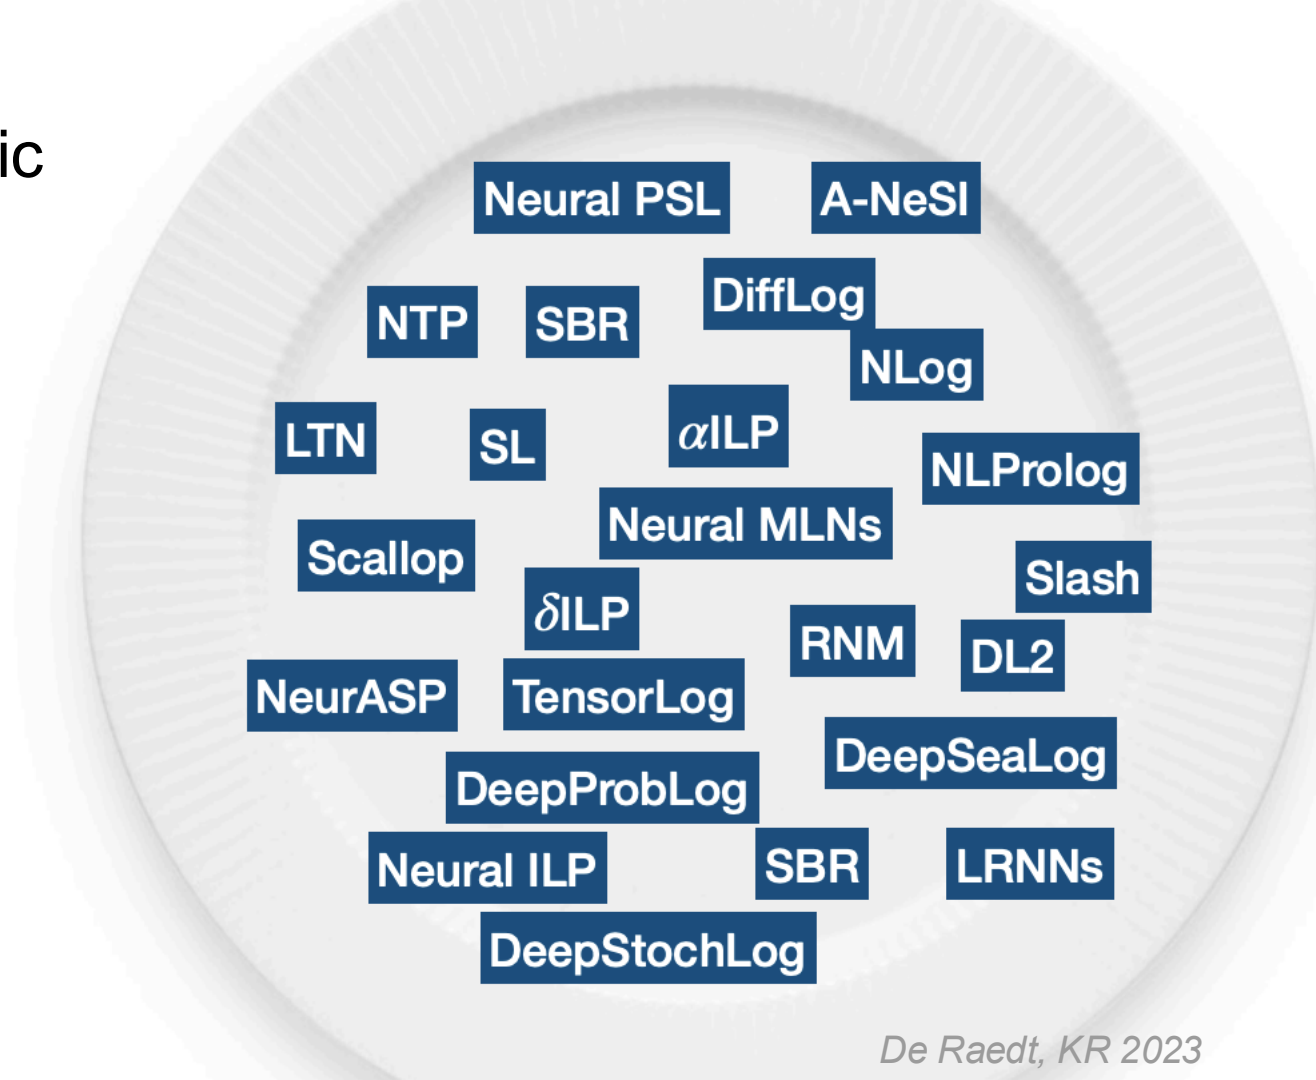 ic
Neural PSL
A-NeSI
DiffLog
NTP
SBR
NLog
αILP
LTN
SL
NLProlog
Neural MLNs
Scallop
Slash
δILP
RNM
DL2
NeurASP
TensorLog
DeepSeaLog
DeepProbLog
Neural ILP
SBR
LRNNs
DeepStochLog
De Raedt, KR 2023